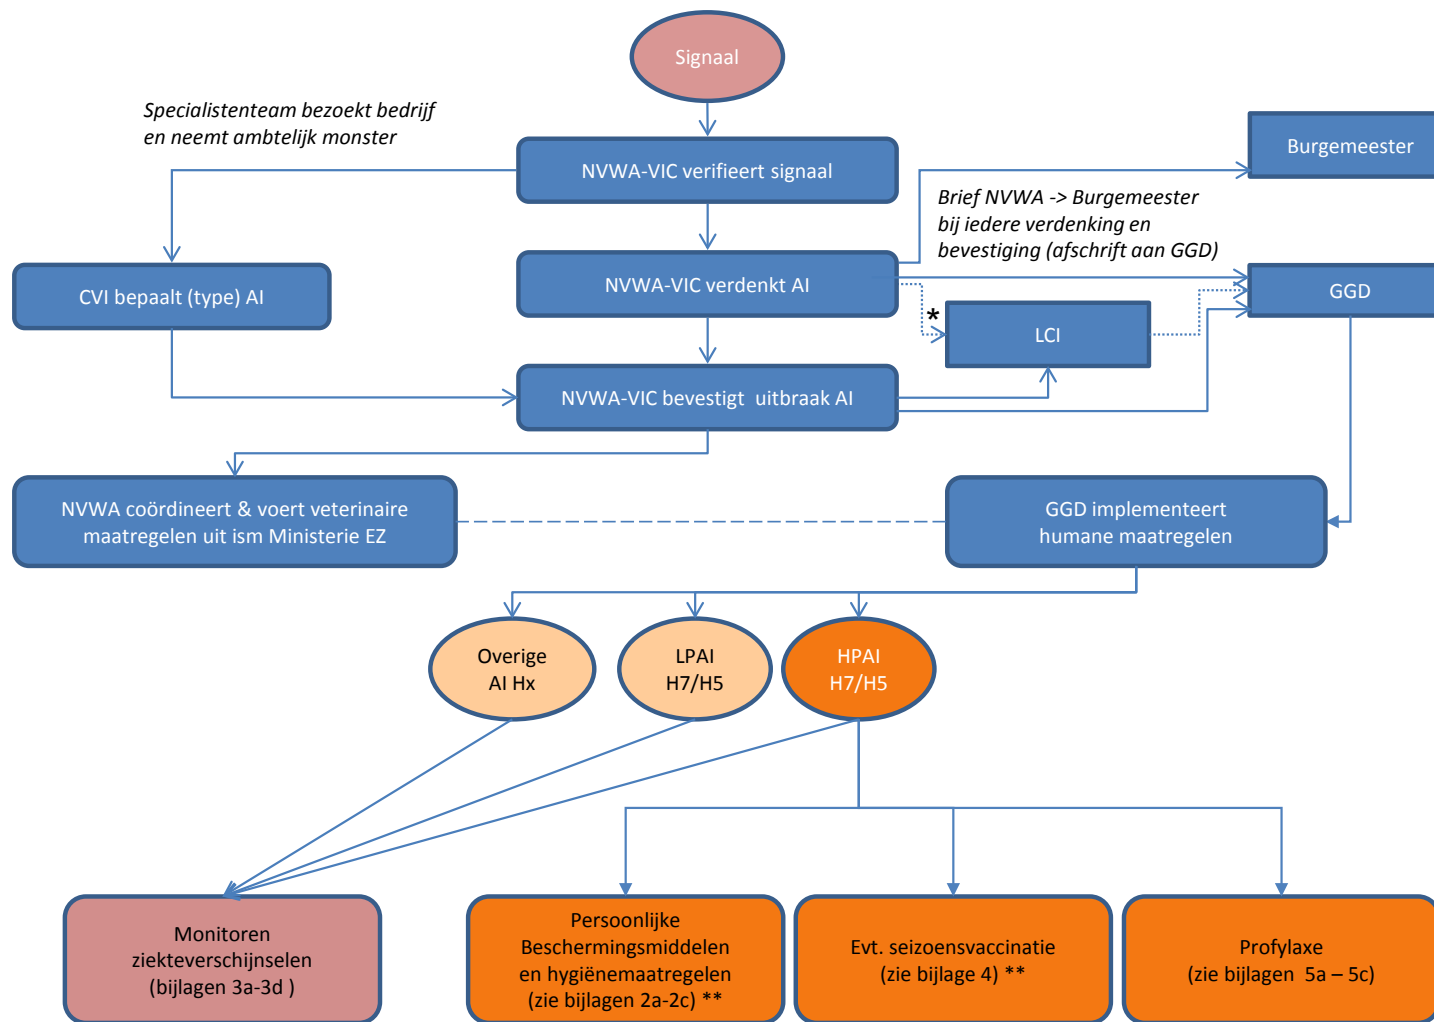 Signaal
Specialistenteam bezoekt bedrijf
en neemt ambtelijk monster
NVWA-VIC verifieert signaal
Burgemeester
Brief NVWA -> Burgemeester
bij iedere verdenking en
bevestiging (afschrift aan GGD)
CVI bepaalt (type) AI
NVWA-VIC verdenkt AI
GGD
*
LCI
NVWA-VIC bevestigt uitbraak AI
NVWA coördineert & voert veterinaire
maatregelen uit ism Ministerie EZ
GGD implementeert
humane maatregelen
Overige
AI Hx
LPAI
H7/H5
HPAI
H7/H5
Monitoren
ziekteverschijnselen
(bijlagen 3a-3d )
Persoonlijke
Beschermingsmiddelen
en hygiënemaatregelen
(zie bijlagen 2a-2c) **
Evt. seizoensvaccinatie
(zie bijlage 4) **
Profylaxe
(zie bijlagen 5a – 5c)